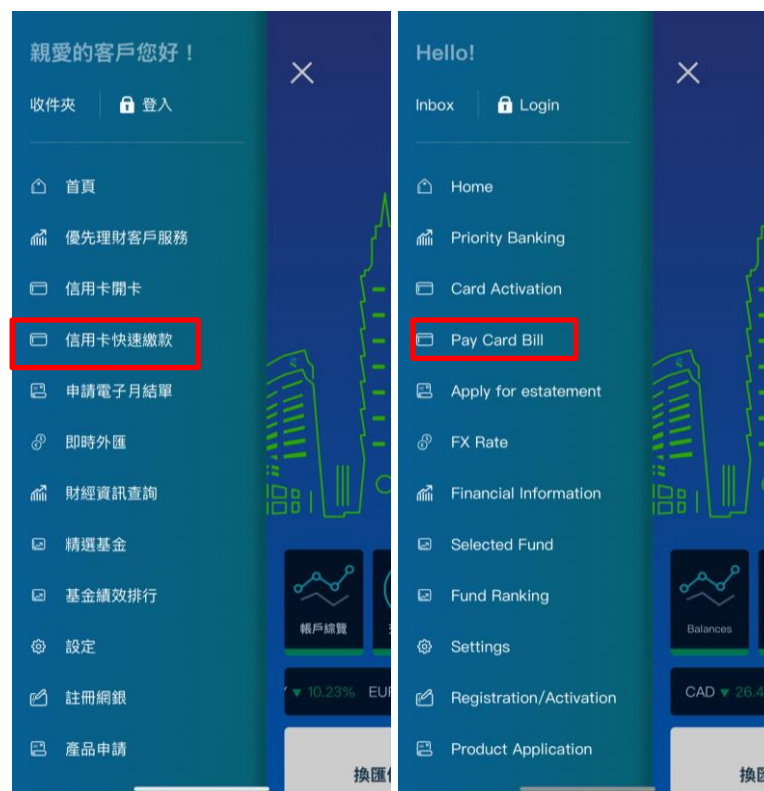 親愛的客戶您好！
收件夾 登入
首頁
優先理財客戶服務
信用卡開卡
信用卡快速繳款
申請電子月結單
即時外匯
財經資訊查詢
精選基金
基金績效排行
帳戶綜覽
設定
▼ 10.23% EUR
註冊網銀
產品申請
換匯
Hello!
Inbox Login
Home
Priority Banking
Card Activation
Pay Card Bill
Apply for estatement
FX Rate
Financial Information
Selected Fund
Fund Ranking
Balances
Settings
CAD ▼ 26.4
Registration/Activation
Product Application
換匯